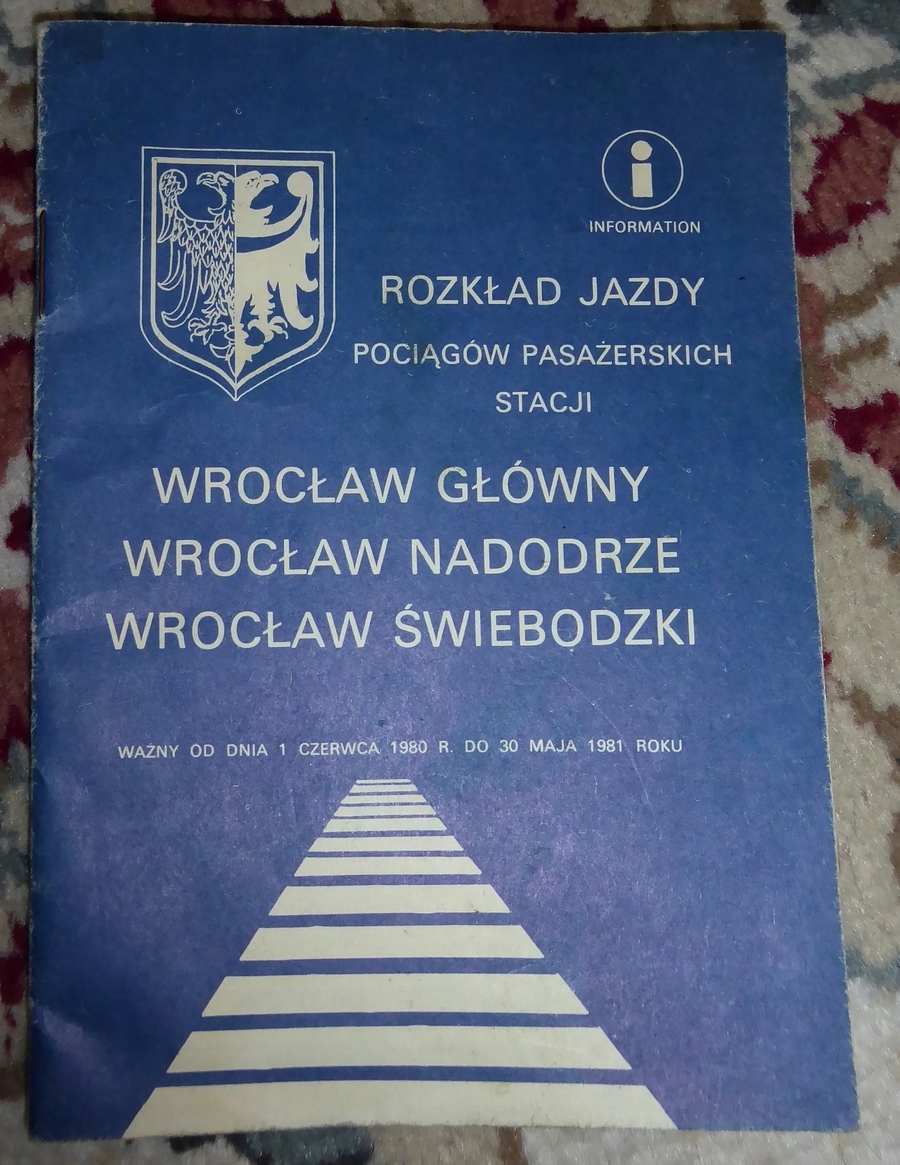 i
INFORMATION
ROZKŁAD JAZDY
POCIĄGÓW PASAŻERSKICH
STACJI
WROCŁAW GŁÓWNY
WROCŁAW NADODRZE
WROCŁAW ŚWIEBODZKI
WAŻNY OD DNIA 1 CZERWCA 1980 R. DO 30 MAJA 1981 ROKU